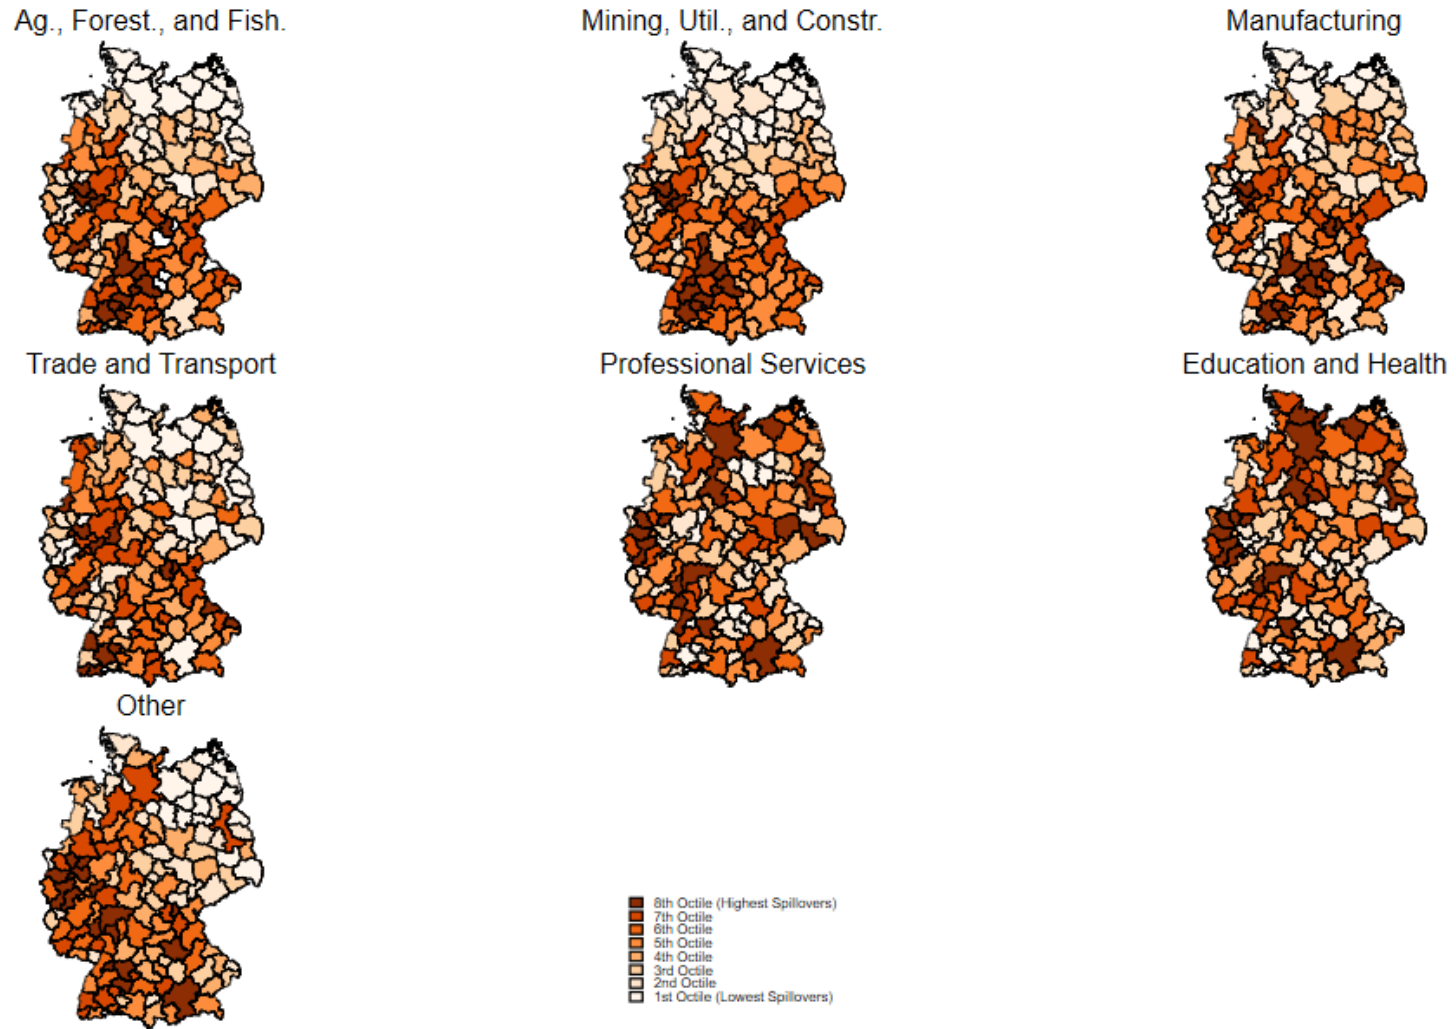 Ag., Forest., and Fish.
Mining, Util., and Constr.
Manufacturing
Trade and Transport
Professional Services
Education and Health
Other
8th Octile (Highest Spillovers)
7th Octile
6th Octile
5th Octile
4th Octile
3rd Octile
2nd Octile
1st Octile (Lowest Spillovers)